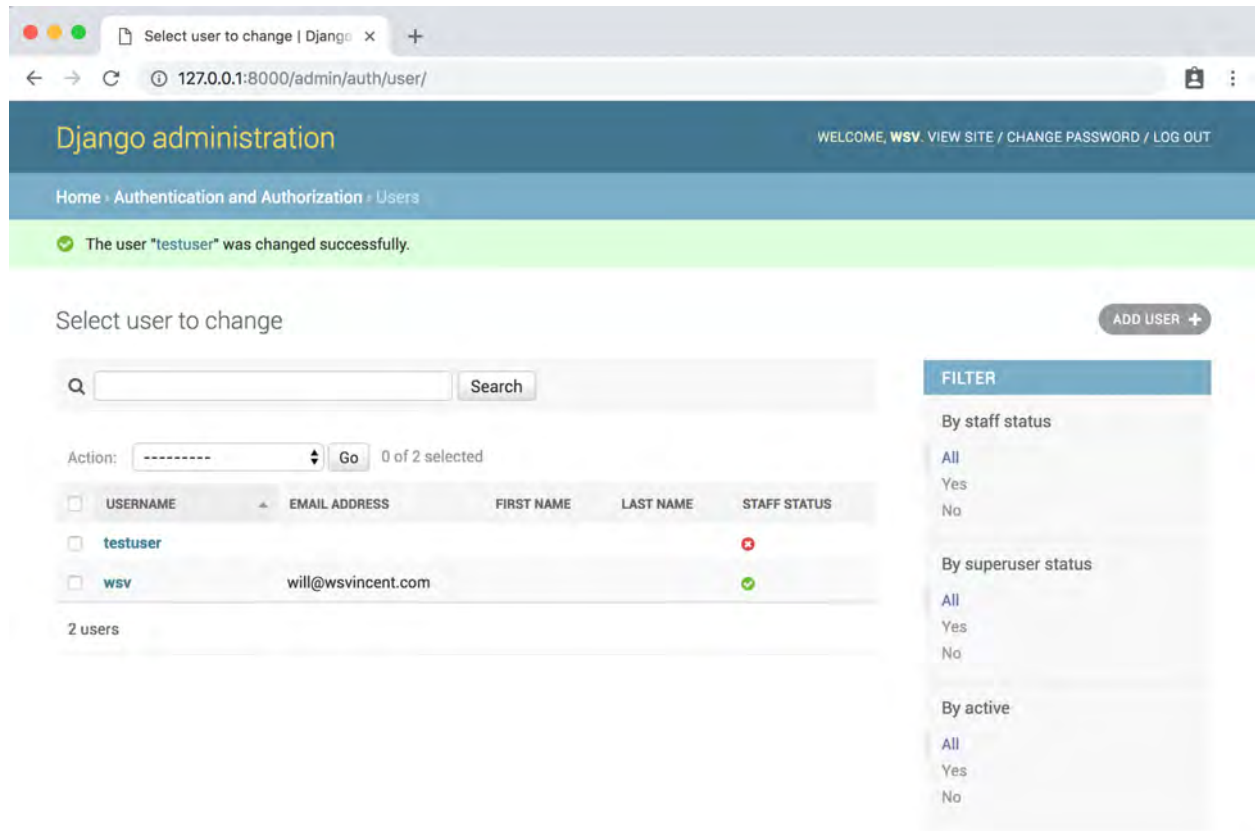 Select user to change | Django
127.0.0.1:8000/admin/auth/user/
Django administration
WELCOME, WSV. VIEW SITE / CHANGE PASSWORD / LOG OUT
Home › Authentication and Authorization › Users
The user "testuser" was changed successfully.
Select user to change
ADD USER +
Search
FILTER
By staff status
All
Yes
No
Action: --------- Go 0 of 2 selected
USERNAME EMAIL ADDRESS FIRST NAME LAST NAME STAFF STATUS
testuser
wsv will@wsvincent.com
2 users
By superuser status
All
Yes
No
By active
All
Yes
No